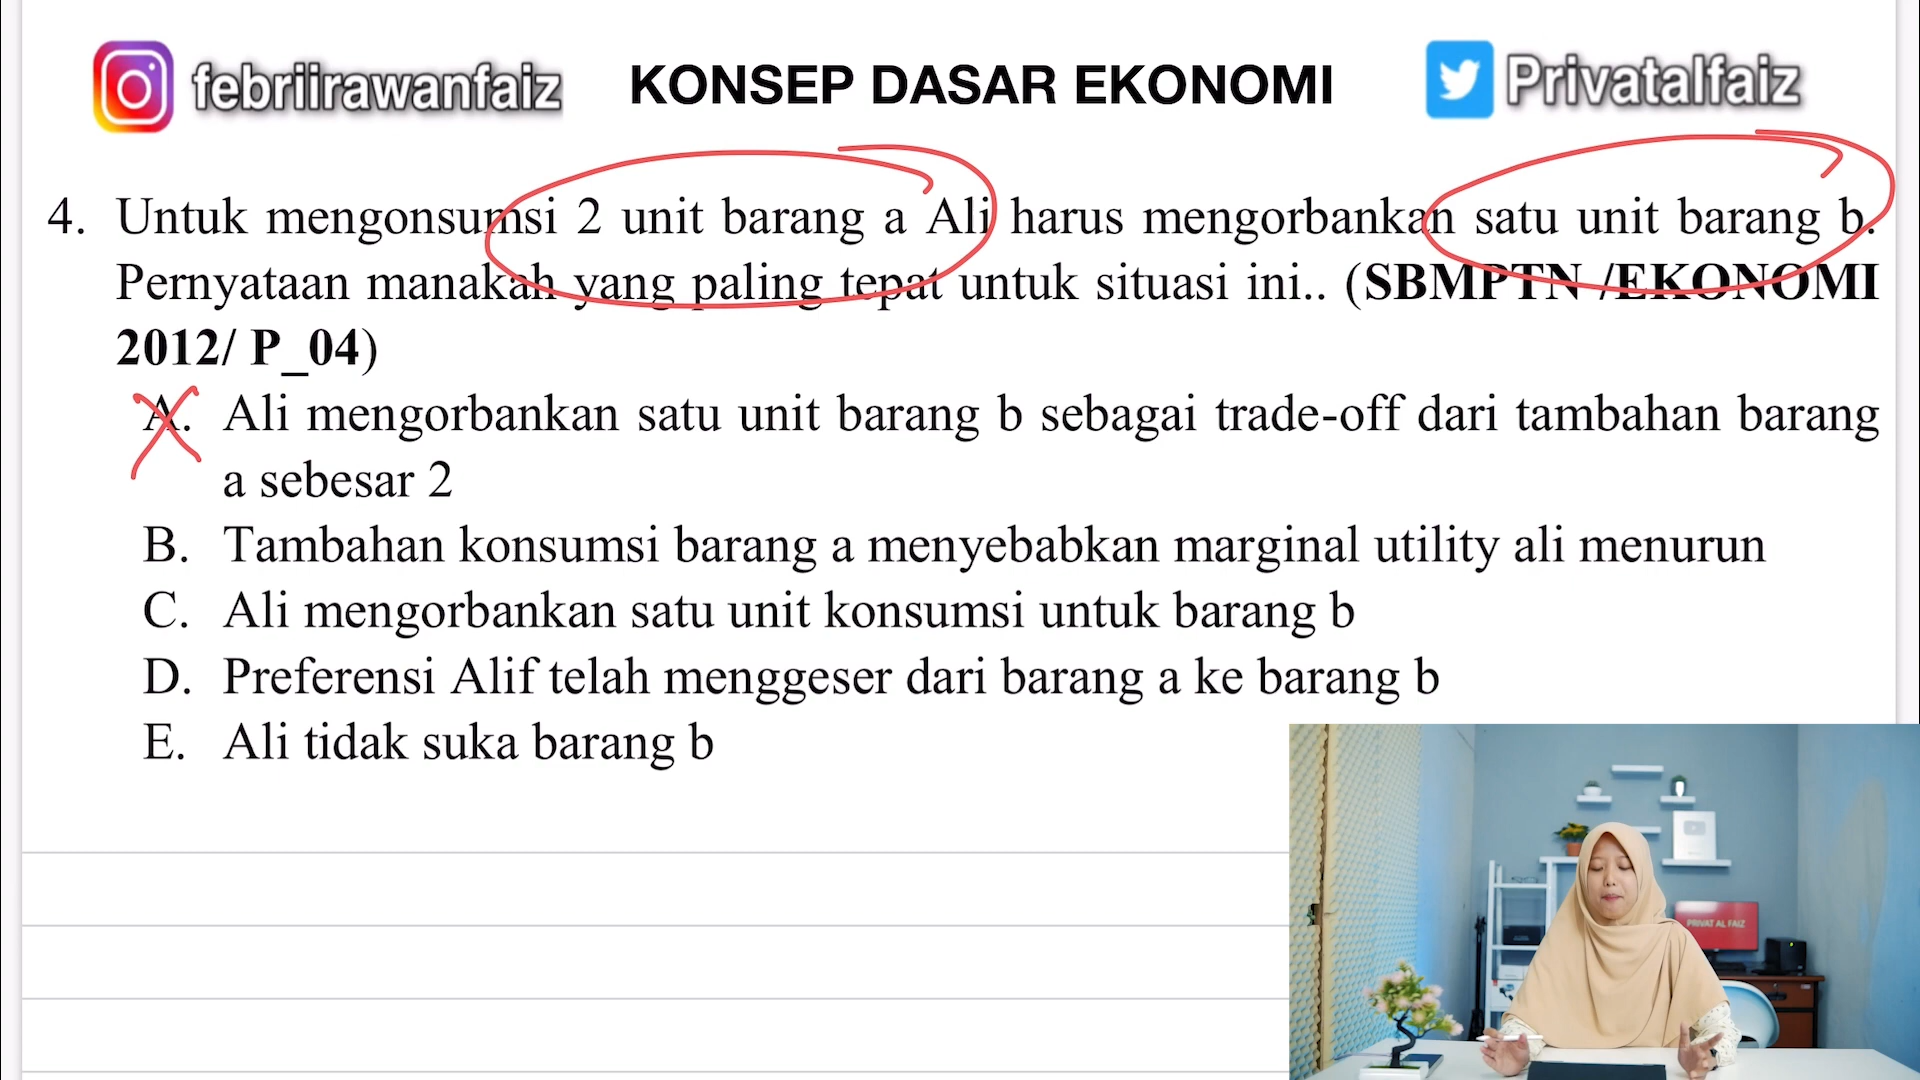 febriirawanfaiz KONSEP DASAR EKONOMI Privatalfaiz
4. Untuk mengonsumsi 2 unit barang a Ali harus mengorbankan satu unit barang b.
Pernyataan manakah yang paling tepat untuk situasi ini.. (SBMPTN /EKONOMI
2012/ P_04)
A. Ali mengorbankan satu unit barang b sebagai trade-off dari tambahan barang
a sebesar 2
B. Tambahan konsumsi barang a menyebabkan marginal utility ali menurun
C. Ali mengorbankan satu unit konsumsi untuk barang b
D. Preferensi Alif telah menggeser dari barang a ke barang b
E. Ali tidak suka barang b
PRIVAT AL FAIZ